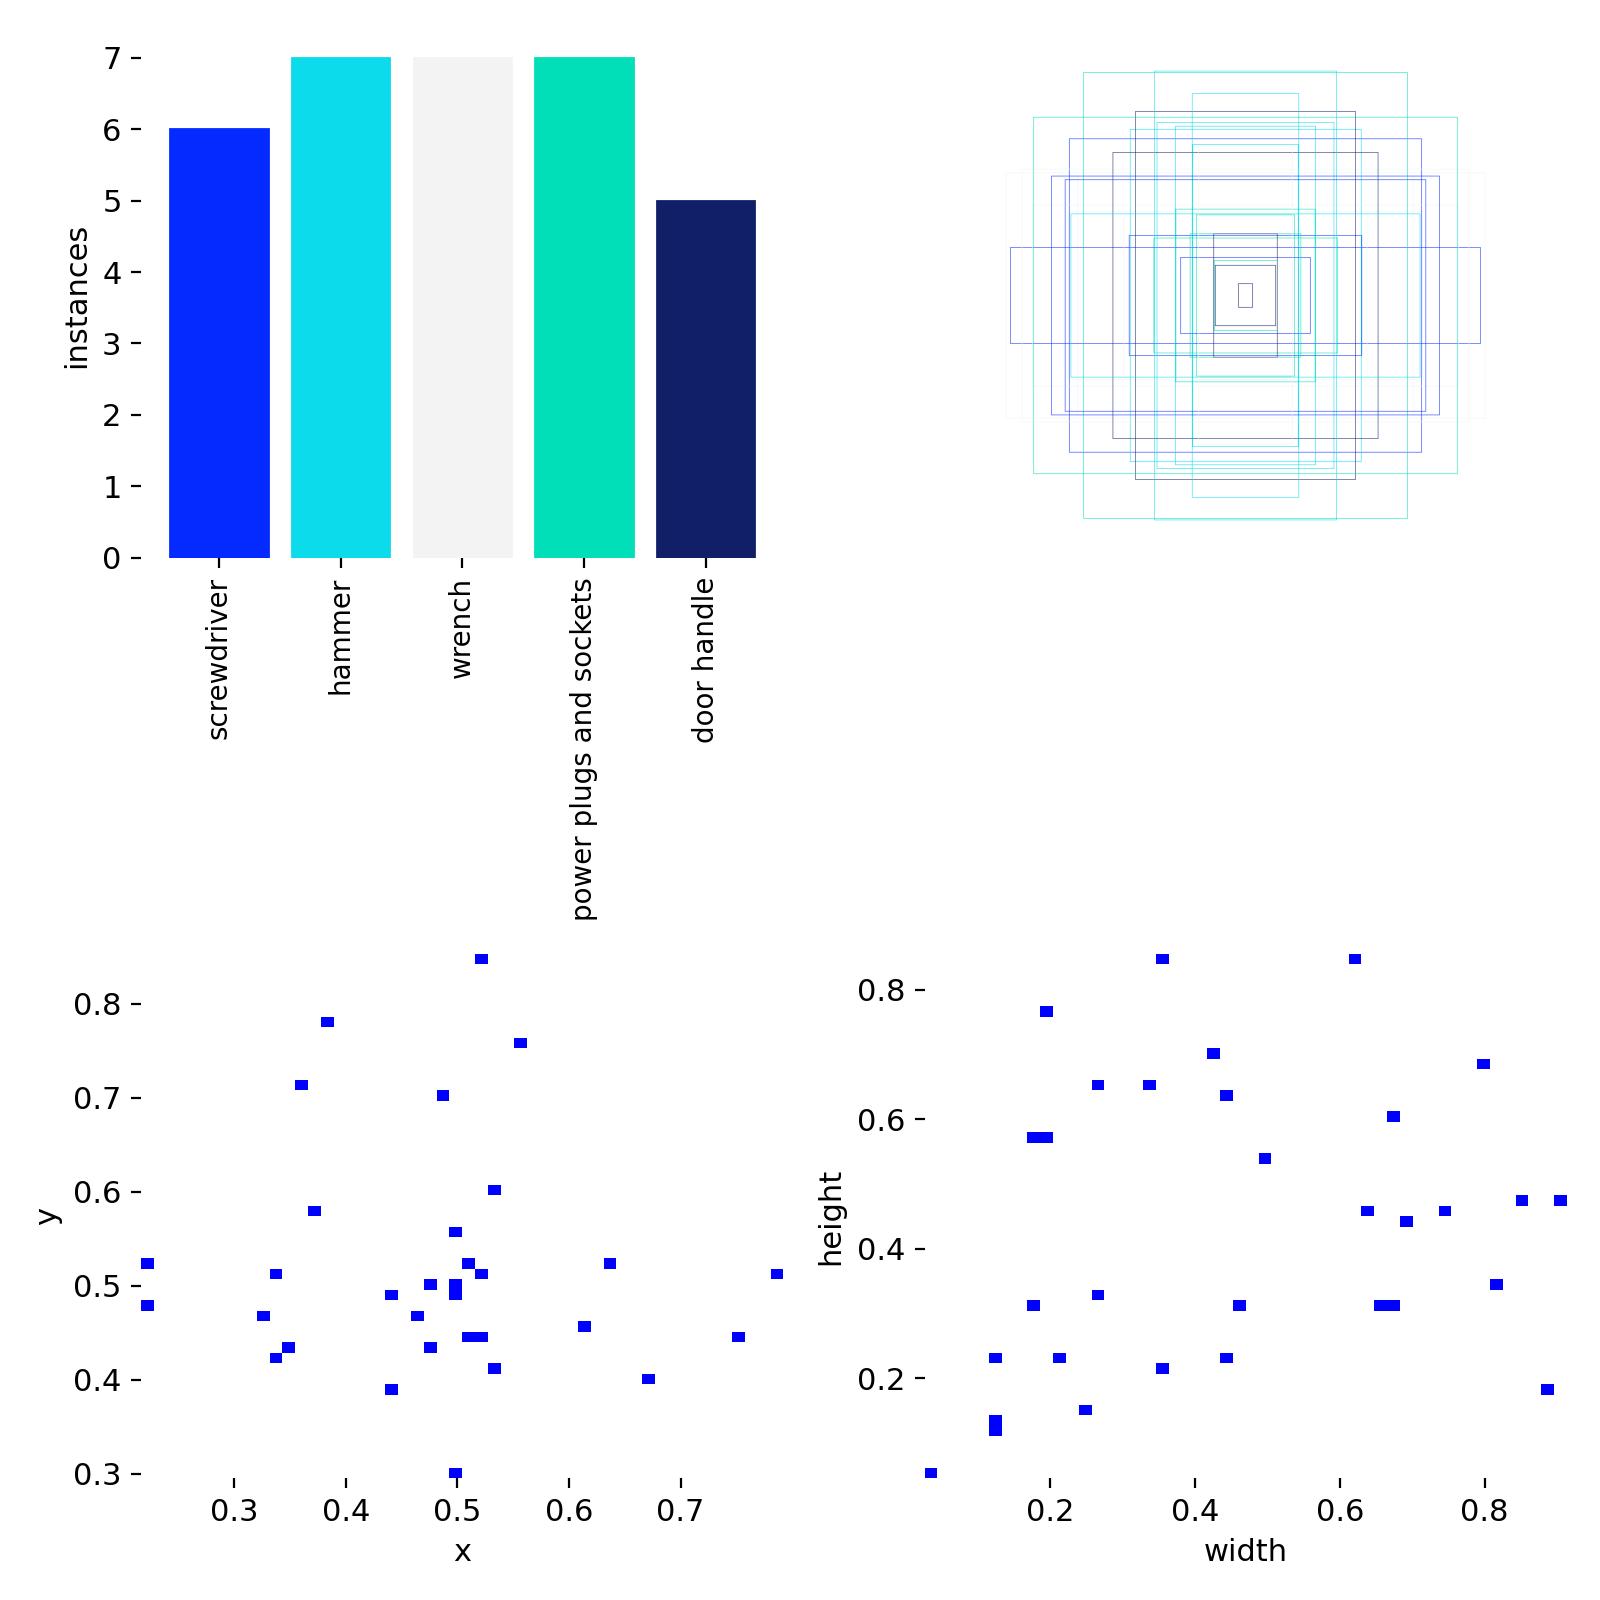 7
6
5
4
3
2
1
0
instances
screwdriver
hammer
wrench
power plugs and sockets
door handle
0.8
0.7
0.6
0.5
0.4
0.3
y
0.3 0.4 0.5 0.6 0.7
x
0.8
0.6
0.4
0.2
height
0.2 0.4 0.6 0.8
width